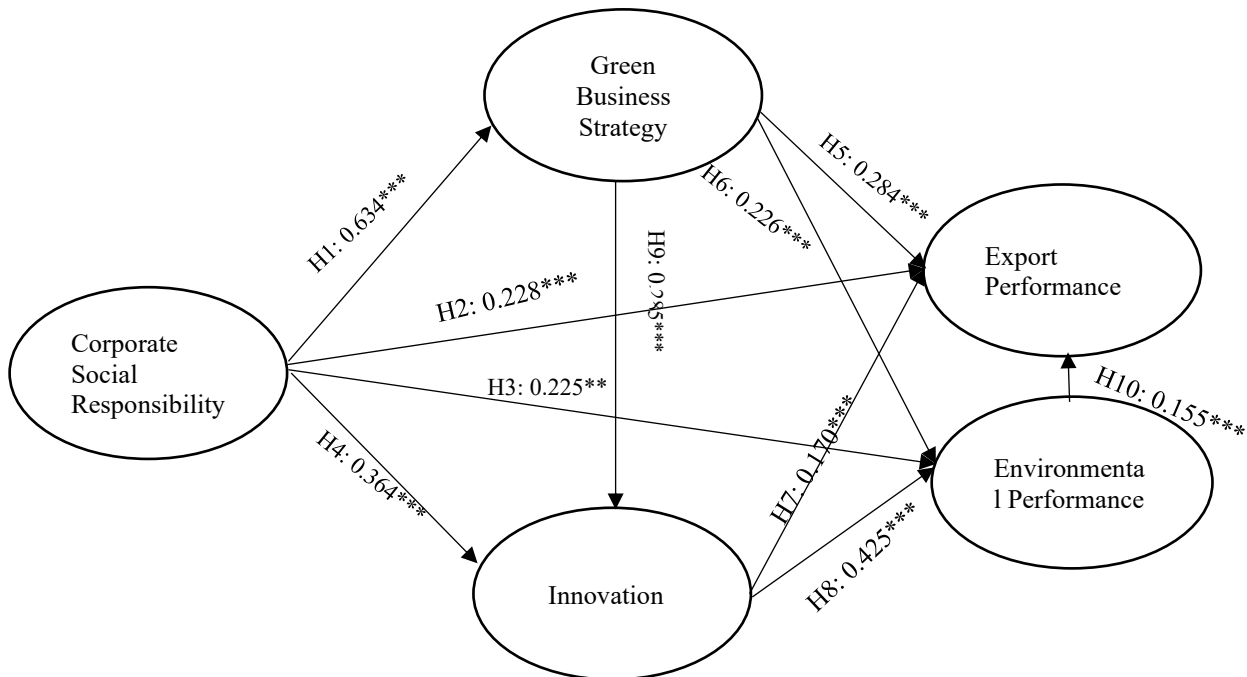 Green
Business
Strategy
H5: 0.284***
H6: 0.226***
H1: 0.634***
H9:
Export
Performance
H2: 0.228***
Corporate
Social
Responsibility
H3: 0.225**
H10: 0.155***
H7: 0.170***
H4: 0.364***
Environmenta
l Performance
H8: 0.425***
Innovation